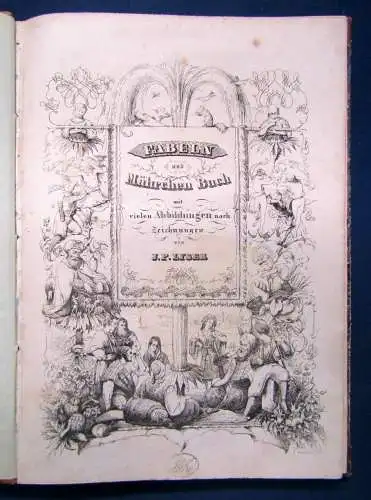 FABELN
und
Mährchen Buch
mit
vielen Abbildungen nach
Zeichnungen
von
J. P. LYSER